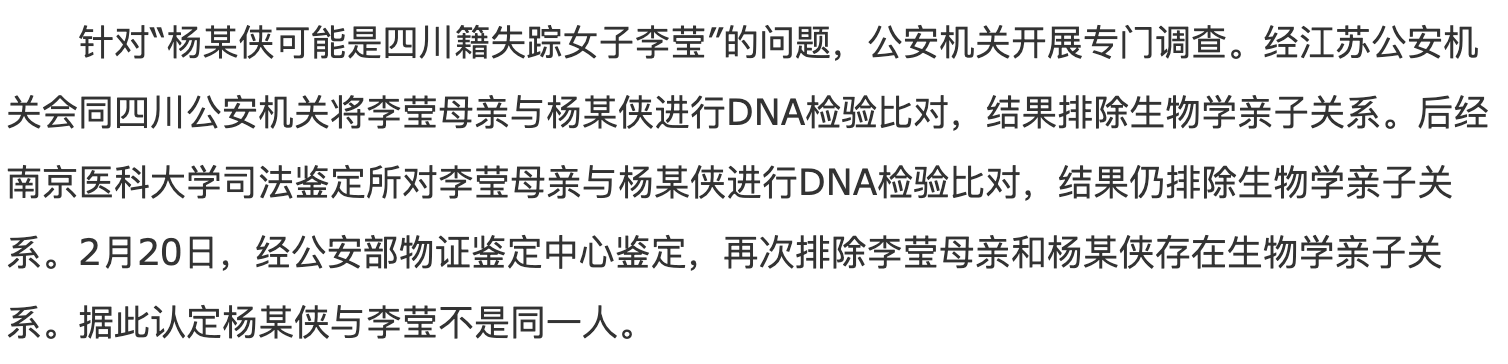 针对“杨某侠可能是四川籍失踪女子李莹”的问题，公安机关开展专门调查。经江苏公安机
关会同四川公安机关将李莹母亲与杨某侠进行DNA检验比对，结果排除生物学亲子关系。后经
南京医科大学司法鉴定所对李莹母亲与杨某侠进行DNA检验比对，结果仍排除生物学亲子关
系。2月20日，经公安部物证鉴定中心鉴定，再次排除李莹母亲和杨某侠存在生物学亲子关
系。据此认定杨某侠与李莹不是同一人。